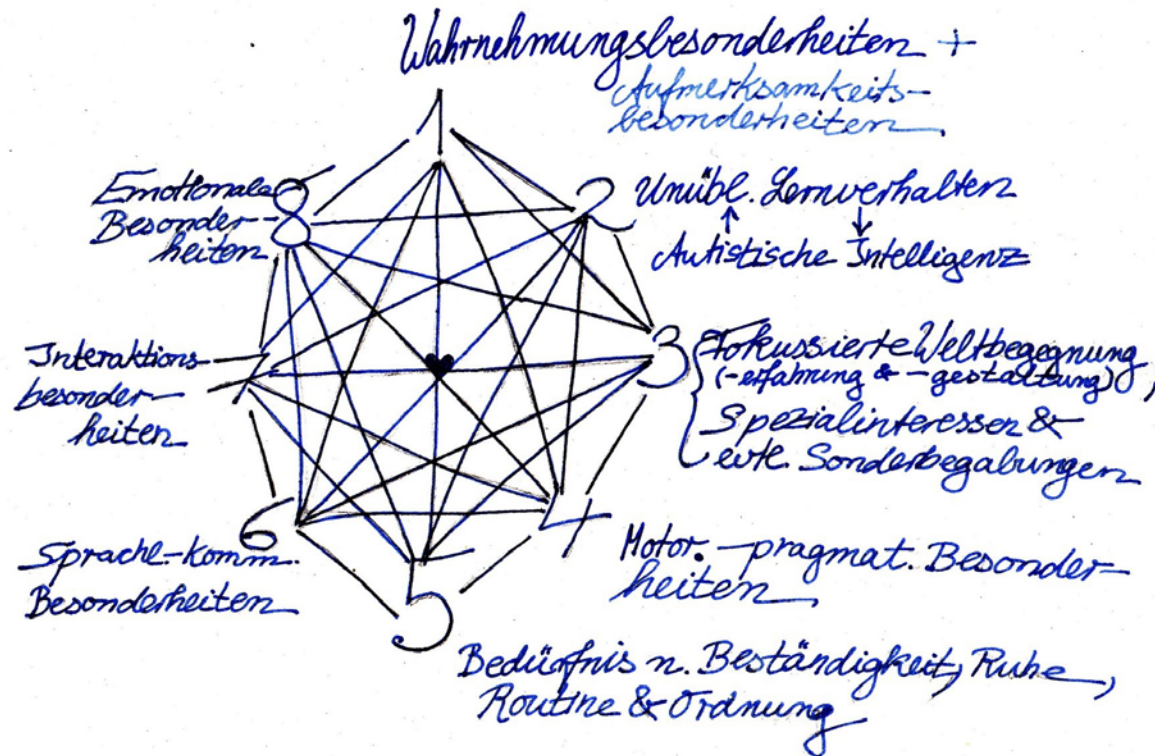 1
Wahrnehmungsbesonderheiten +
Aufmerksamkeits-
besonderheiten
2
Unübl. Lernverhalten
Autistische Intelligenz
3
Fokussierte Weltbegegnung
(-erfahrung & -gestaltung),
Spezialinteressen &
evtl. Sonderbegabungen
4
Motor.-pragmat. Besonder-
heiten
5
Bedürfnis n. Beständigkeit, Ruhe,
Routine & Ordnung
6
Sprachl.-komm.
Besonderheiten
7
Interaktions-
besonder-
heiten
8
Emotionale
Besonder-
heiten